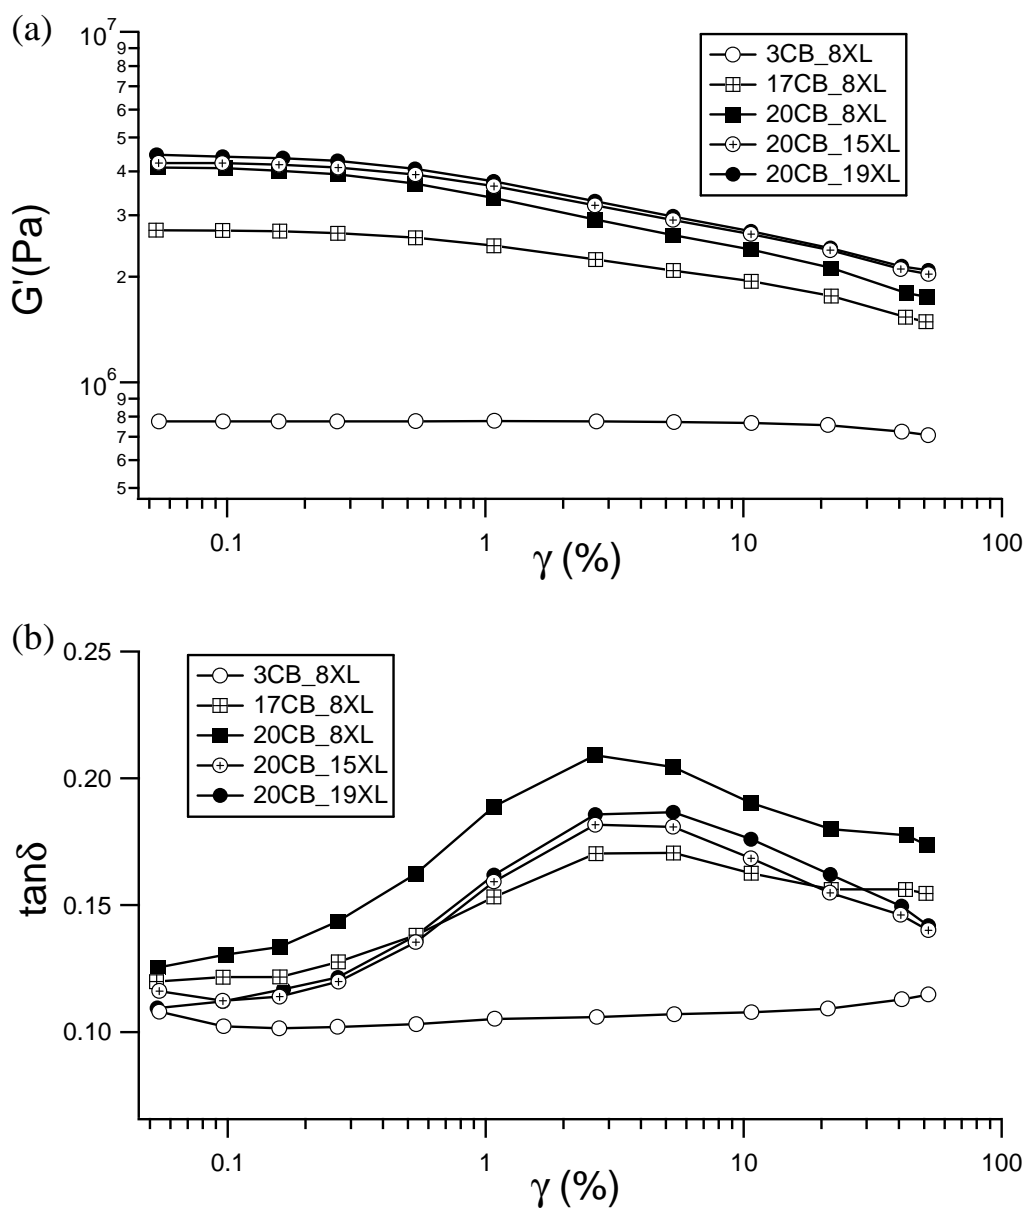 (a)
10^7
9
8
7
6
5
4
3
2
10^6
9
8
7
6
5
G'(Pa)
3CB_8XL
17CB_8XL
20CB_8XL
20CB_15XL
20CB_19XL
0.1 1 10 100
γ (%)
(b)
0.25
0.20
0.15
0.10
tanδ
3CB_8XL
17CB_8XL
20CB_8XL
20CB_15XL
20CB_19XL
0.1 1 10 100
γ (%)